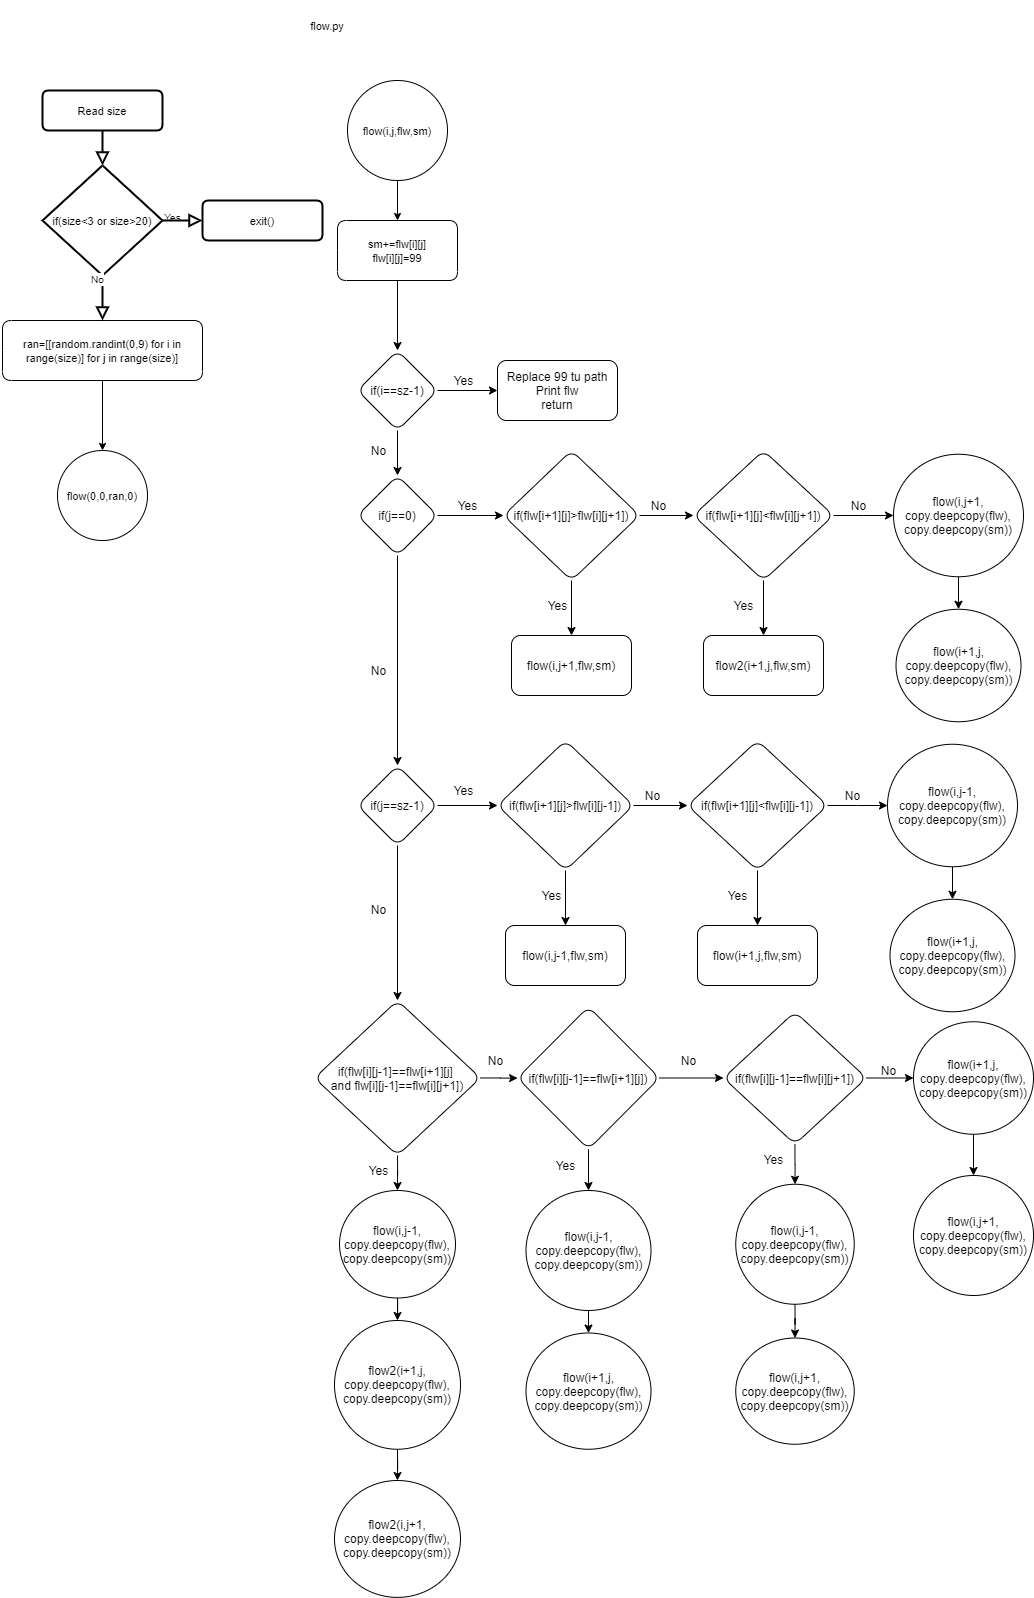 flow.py
Read size
if(size<3 or size>20)
Yes
exit()
No
ran=[[random.randint(0,9) for i in
range(size)] for j in range(size)]
flow(0,0,ran,0)
flow(i,j,flw,sm)
sm+=flw[i][j]
flw[i][j]=99
if(i==sz-1)
Yes
Replace 99 tu path
Print flw
return
No
if(j==0)
Yes
if(flw[i+1][j]>flw[i][j+1])
No
if(flw[i+1][j]<flw[i][j+1])
No
flow(i,j+1,
copy.deepcopy(flw),
copy.deepcopy(sm))
Yes
flow(i,j+1,flw,sm)
Yes
flow2(i+1,j,flw,sm)
flow(i+1,j,
copy.deepcopy(flw),
copy.deepcopy(sm))
No
if(j==sz-1)
Yes
if(flw[i+1][j]>flw[i][j-1])
No
if(flw[i+1][j]<flw[i][j-1])
No
flow(i,j-1,
copy.deepcopy(flw),
copy.deepcopy(sm))
Yes
flow(i,j-1,flw,sm)
Yes
flow(i+1,j,flw,sm)
flow(i+1,j,
copy.deepcopy(flw),
copy.deepcopy(sm))
No
if(flw[i][j-1]==flw[i+1][j]
and flw[i][j-1]==flw[i][j+1])
No
if(flw[i][j-1]==flw[i+1][j])
No
if(flw[i][j-1]==flw[i][j+1])
No
flow(i+1,j,
copy.deepcopy(flw),
copy.deepcopy(sm))
Yes
flow(i,j-1,
copy.deepcopy(flw),
copy.deepcopy(sm))
Yes
flow(i,j-1,
copy.deepcopy(flw),
copy.deepcopy(sm))
Yes
flow(i,j-1,
copy.deepcopy(flw),
copy.deepcopy(sm))
flow(i,j+1,
copy.deepcopy(flw),
copy.deepcopy(sm))
flow2(i+1,j,
copy.deepcopy(flw),
copy.deepcopy(sm))
flow(i+1,j,
copy.deepcopy(flw),
copy.deepcopy(sm))
flow(i,j+1,
copy.deepcopy(flw),
copy.deepcopy(sm))
flow2(i,j+1,
copy.deepcopy(flw),
copy.deepcopy(sm))